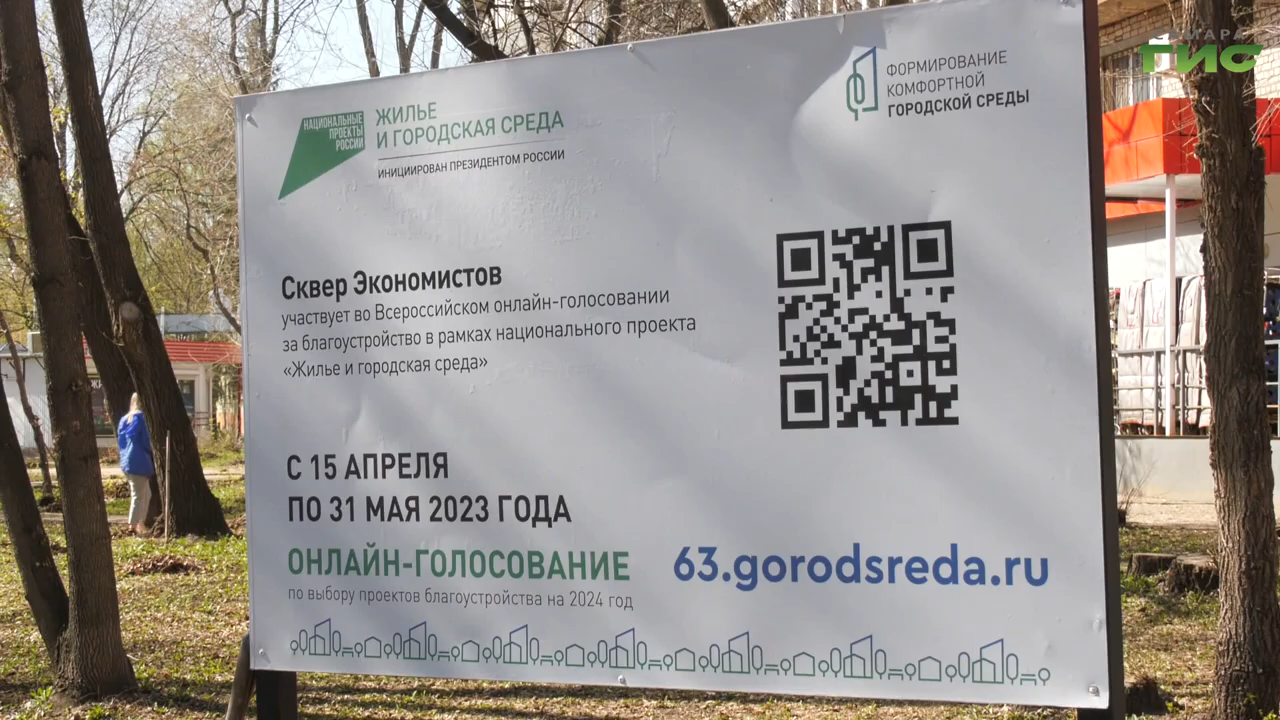 САМАРА
ГИС
НАЦИОНАЛЬНЫЕ
ПРОЕКТЫ
РОССИИ
ЖИЛЬЕ
И ГОРОДСКАЯ СРЕДА
ИНИЦИИРОВАН ПРЕЗИДЕНТОМ РОССИИ
ФОРМИРОВАНИЕ
КОМФОРТНОЙ
ГОРОДСКОЙ СРЕДЫ
Сквер Экономистов
участвует во Всероссийском онлайн-голосовании
за благоустройство в рамках национального проекта
«Жилье и городская среда»
С 15 АПРЕЛЯ
ПО 31 МАЯ 2023 ГОДА
ОНЛАЙН-ГОЛОСОВАНИЕ
по выбору проектов благоустройства на 2024 год
63.gorodsreda.ru